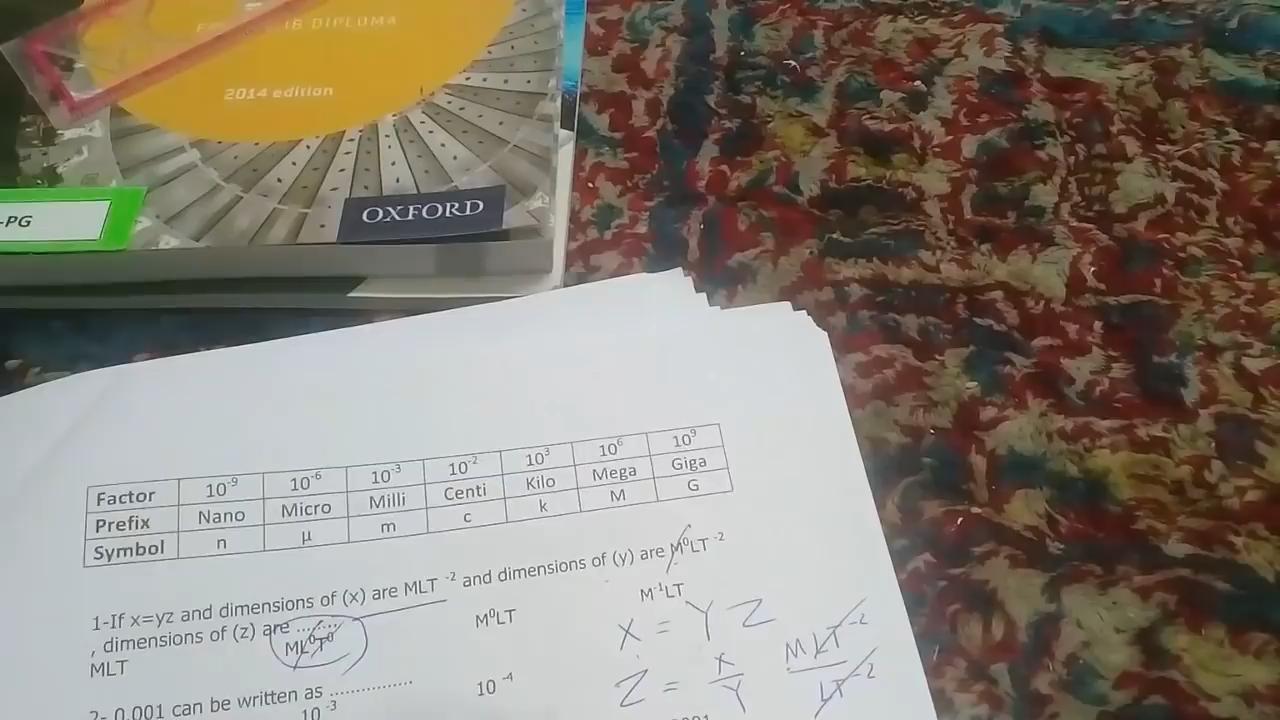 IB DIPLOMA
2014 edition
-PG
OXFORD
Factor 10⁻⁹ 10⁻⁶ 10⁻³ 10⁻² 10³ 10⁶ 10⁹
Prefix Nano Micro Milli Centi Kilo Mega Giga
Symbol n µ m c k M G
1-If x=yz and dimensions of (x) are MLT ⁻² and dimensions of (y) are M⁰LT ⁻²
, dimensions of (z) are ........
MLT ML⁰T⁰ M⁰LT M⁻¹LT
X = Y Z
Z = X/Y MLT⁻²/LT⁻²
2- 0.001 can be written as ...............
10 ⁻³ 10 ⁻⁴